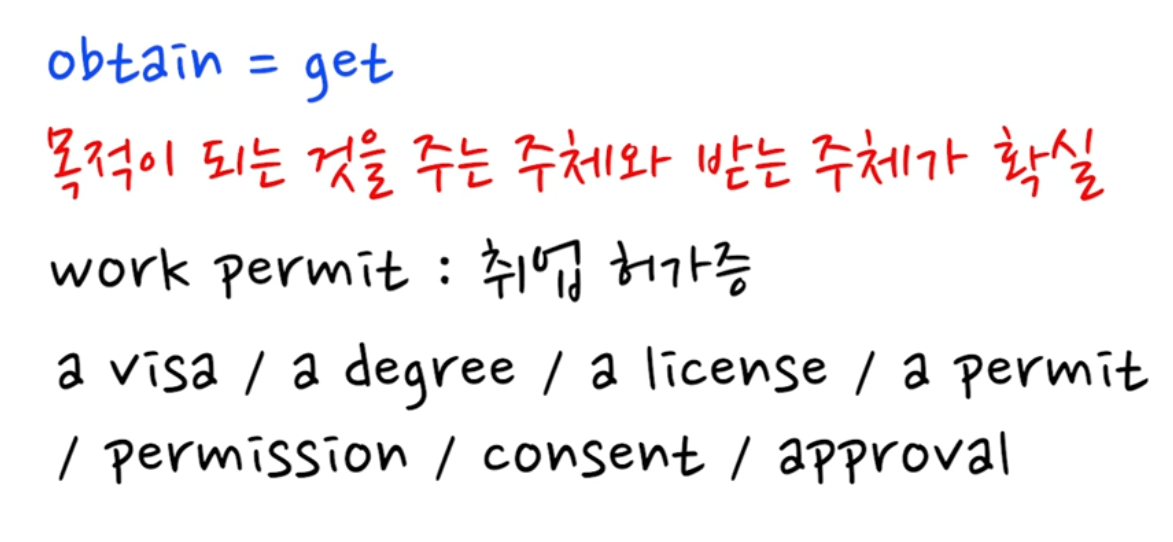 obtain = get
목적이 되는 것을 주는 주체와 받는 주체가 확실
work permit : 취업 허가증
a visa / a degree / a license / a permit
/ permission / consent / approval